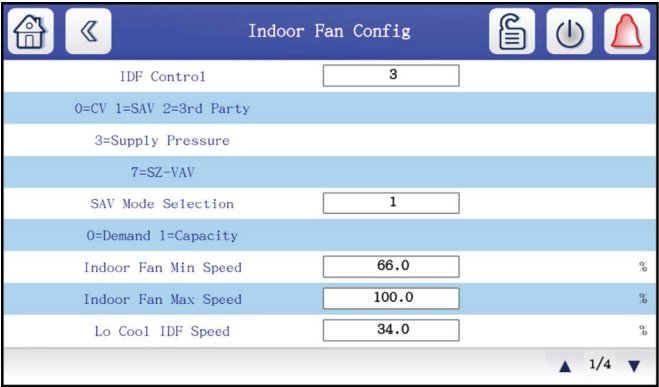 Indoor Fan Config
IDF Control 3
0=CV 1=SAV 2=3rd Party
3=Supply Pressure
7=SZ-VAV
SAV Mode Selection 1
0=Demand 1=Capacity
Indoor Fan Min Speed 66.0 %
Indoor Fan Max Speed 100.0 %
Lo Cool IDF Speed 34.0 %
1/4